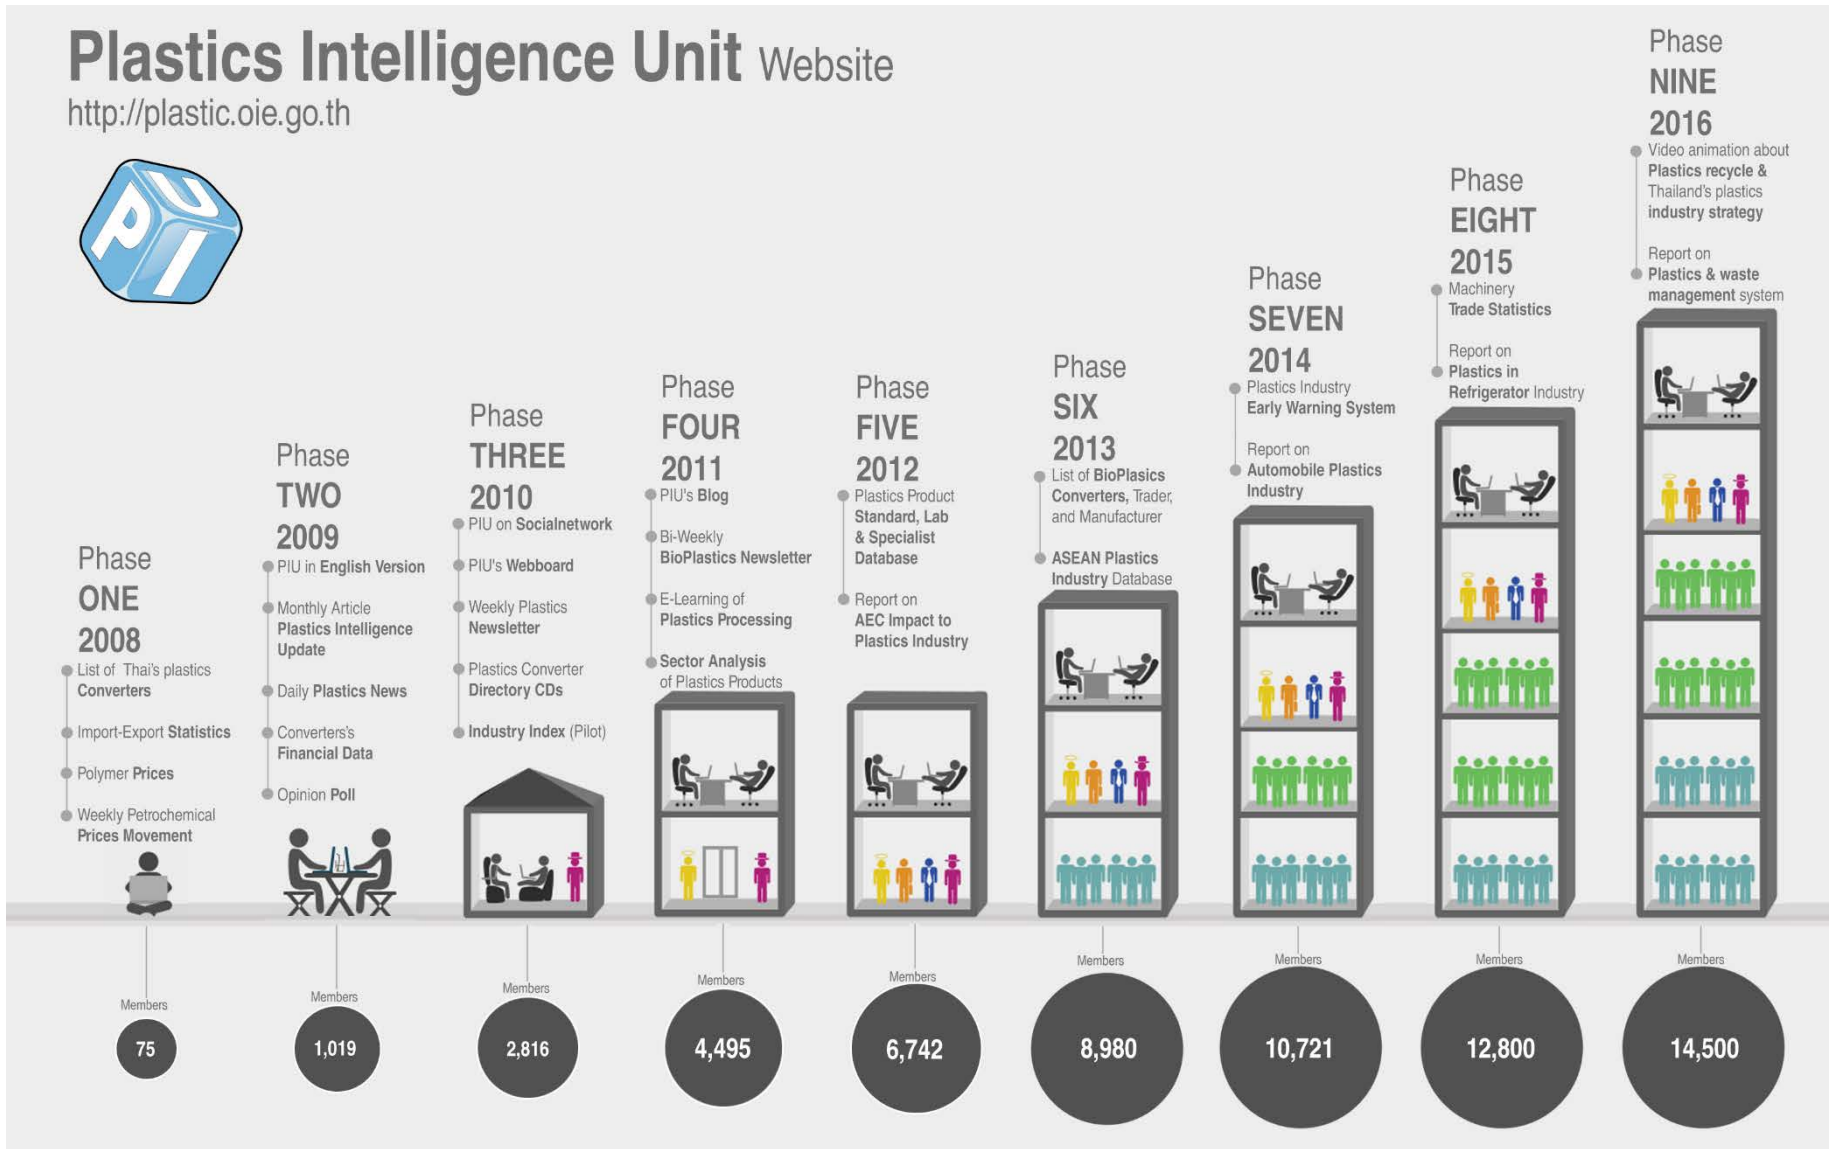 Plastics Intelligence Unit Website
http://plastic.oie.go.th
P U I
Phase
ONE
2008
List of Thai's plastics
Converters
Import-Export Statistics
Polymer Prices
Weekly Petrochemical
Prices Movement
Members
75
Phase
TWO
2009
PIU in English Version
Monthly Article
Plastics Intelligence
Update
Daily Plastics News
Converters's
Financial Data
Opinion Poll
Members
1,019
Phase
THREE
2010
PIU on Socialnetwork
PIU's Webboard
Weekly Plastics
Newsletter
Plastics Converter
Directory CDs
Industry Index (Pilot)
Members
2,816
Phase
FOUR
2011
PIU's Blog
Bi-Weekly
BioPlastics Newsletter
E-Learning of
Plastics Processing
Sector Analysis
of Plastics Products
Members
4,495
Phase
FIVE
2012
Plastics Product
Standard, Lab
& Specialist
Database
Report on
AEC Impact to
Plastics Industry
Members
6,742
Phase
SIX
2013
List of BioPlasics
Converters, Trader,
and Manufacturer
ASEAN Plastics
Industry Database
Members
8,980
Phase
SEVEN
2014
Plastics Industry
Early Warning System
Report on
Automobile Plastics
Industry
Members
10,721
Phase
EIGHT
2015
Machinery
Trade Statistics
Report on
Plastics in
Refrigerator Industry
Members
12,800
Phase
NINE
2016
Video animation about
Plastics recycle &
Thailand's plastics
industry strategy
Report on
Plastics & waste
management system
Members
14,500